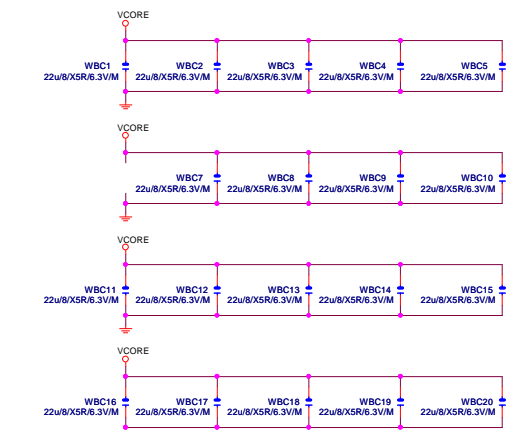 VCORE
WBC1 WBC2 WBC3 WBC4 WBC5
22u/8/X5R/6.3V/M 22u/8/X5R/6.3V/M 22u/8/X5R/6.3V/M 22u/8/X5R/6.3V/M 22u/8/X5R/6.3V/M
VCORE
WBC7 WBC8 WBC9 WBC10
22u/8/X5R/6.3V/M 22u/8/X5R/6.3V/M 22u/8/X5R/6.3V/M 22u/8/X5R/6.3V/M
VCORE
WBC11 WBC12 WBC13 WBC14 WBC15
22u/8/X5R/6.3V/M 22u/8/X5R/6.3V/M 22u/8/X5R/6.3V/M 22u/8/X5R/6.3V/M 22u/8/X5R/6.3V/M
VCORE
WBC16 WBC17 WBC18 WBC19 WBC20
22u/8/X5R/6.3V/M 22u/8/X5R/6.3V/M 22u/8/X5R/6.3V/M 22u/8/X5R/6.3V/M 22u/8/X5R/6.3V/M